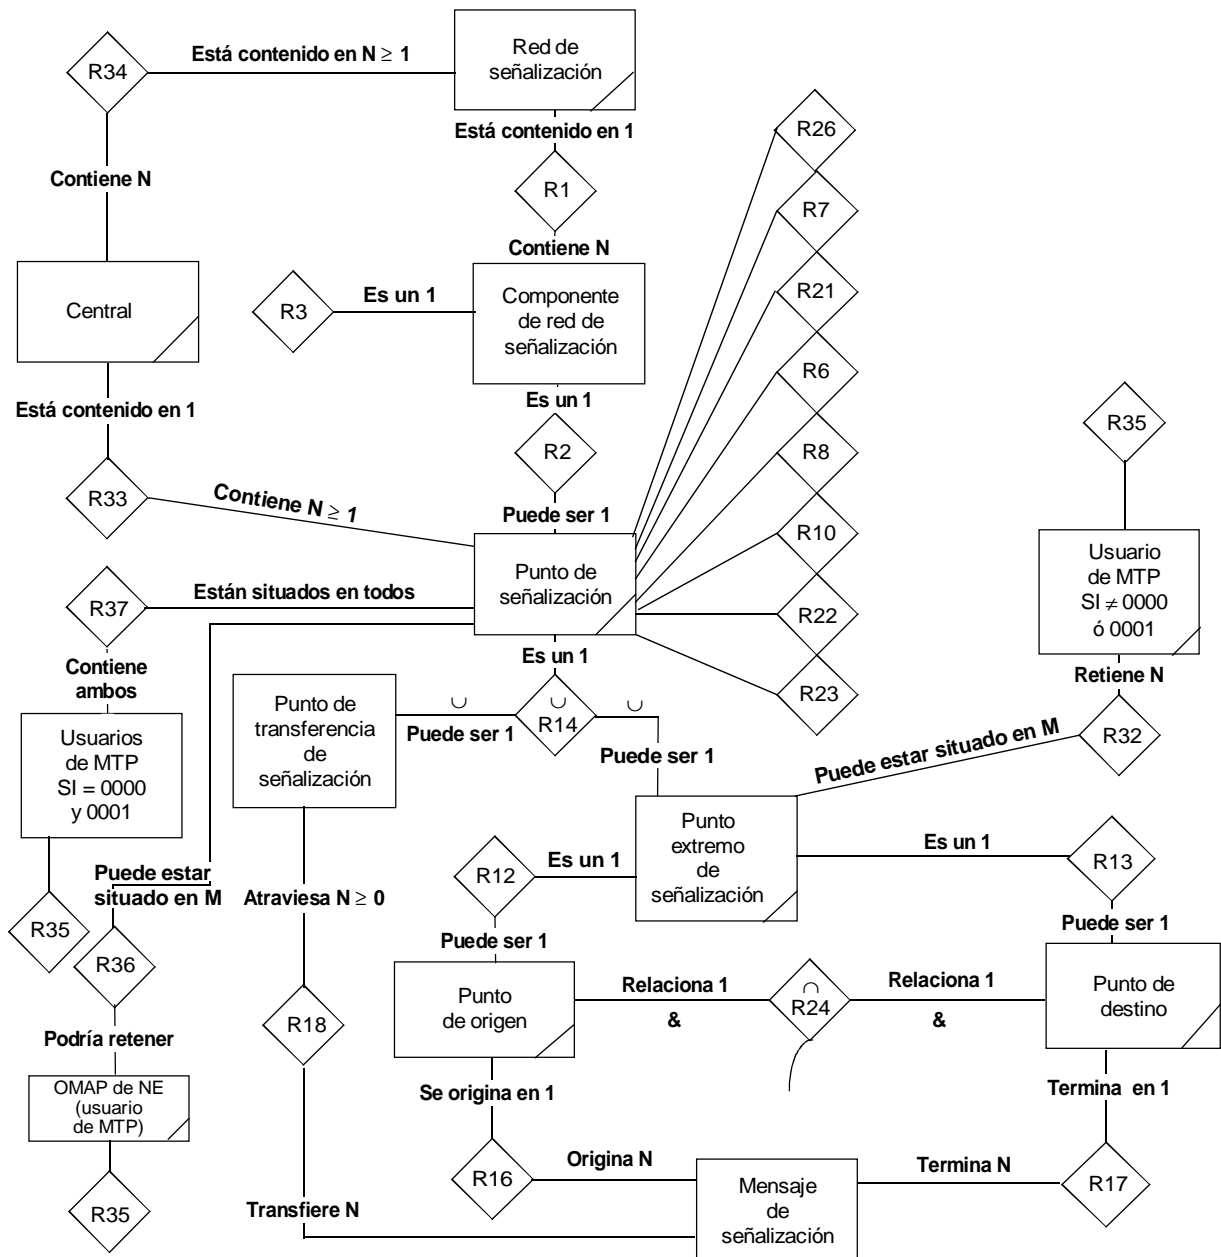 Red de
señalización
Está contenido en N ≥ 1
R34
Está contenido en 1
R26
Contiene N
R1
R7
Contiene N
Central
R3
Es un 1
Componente
de red de
señalización
R21
Es un 1
R6
Está contenido en 1
R35
R2
R8
R33
Contiene N ≥ 1
Puede ser 1
R10
Punto de
señalización
Usuario
de MTP
SI ≠ 0000
ó 0001
R37
Están situados en todos
R22
Es un 1
Contiene
ambos
Retiene N
R23
Punto de
transferencia
de
señalización
∪
∪
R14
∪
Puede ser 1
Puede ser 1
Usuarios
de MTP
SI = 0000
y 0001
Puede estar situado en M
R32
Punto
extremo
de
señalización
Es un 1
R12
Es un 1
R13
Puede estar
situado en M
Atraviesa N ≥ 0
R35
Puede ser 1
Puede ser 1
R36
Punto
de origen
Relaciona 1
&
∩
R24
Relaciona 1
&
Punto de
destino
R18
Podría retener
OMAP de NE
(usuario
de MTP)
Se origina en 1
Termina en 1
R16
Origina N
Termina N
R17
Mensaje
de
señalización
R35
Transfiere N